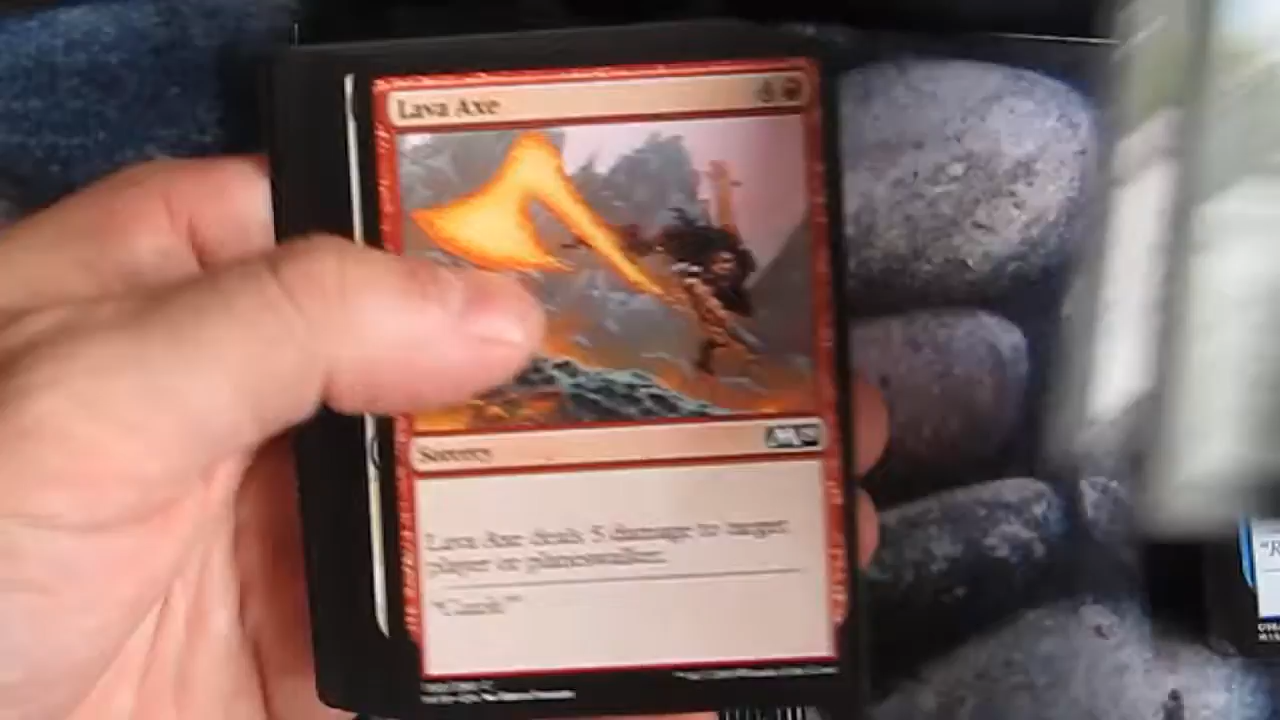 Lava Axe
Sorcery
Lava Axe deals 5 damage to target
player or planeswalker.
"Catch!"
"R